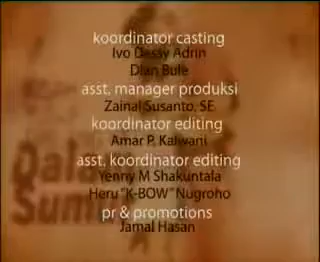 koordinator casting
Ivo Dessy Adrin
Dian Bule
asst, manager produksi
Zainal Susanto, SE
koordinator editing
Amar P. Kalwani
asst, koordinator editing
Yenny M Shakuntala
Heru "K-BOW" Nugroho
pr & promotions
Jamal Hasan